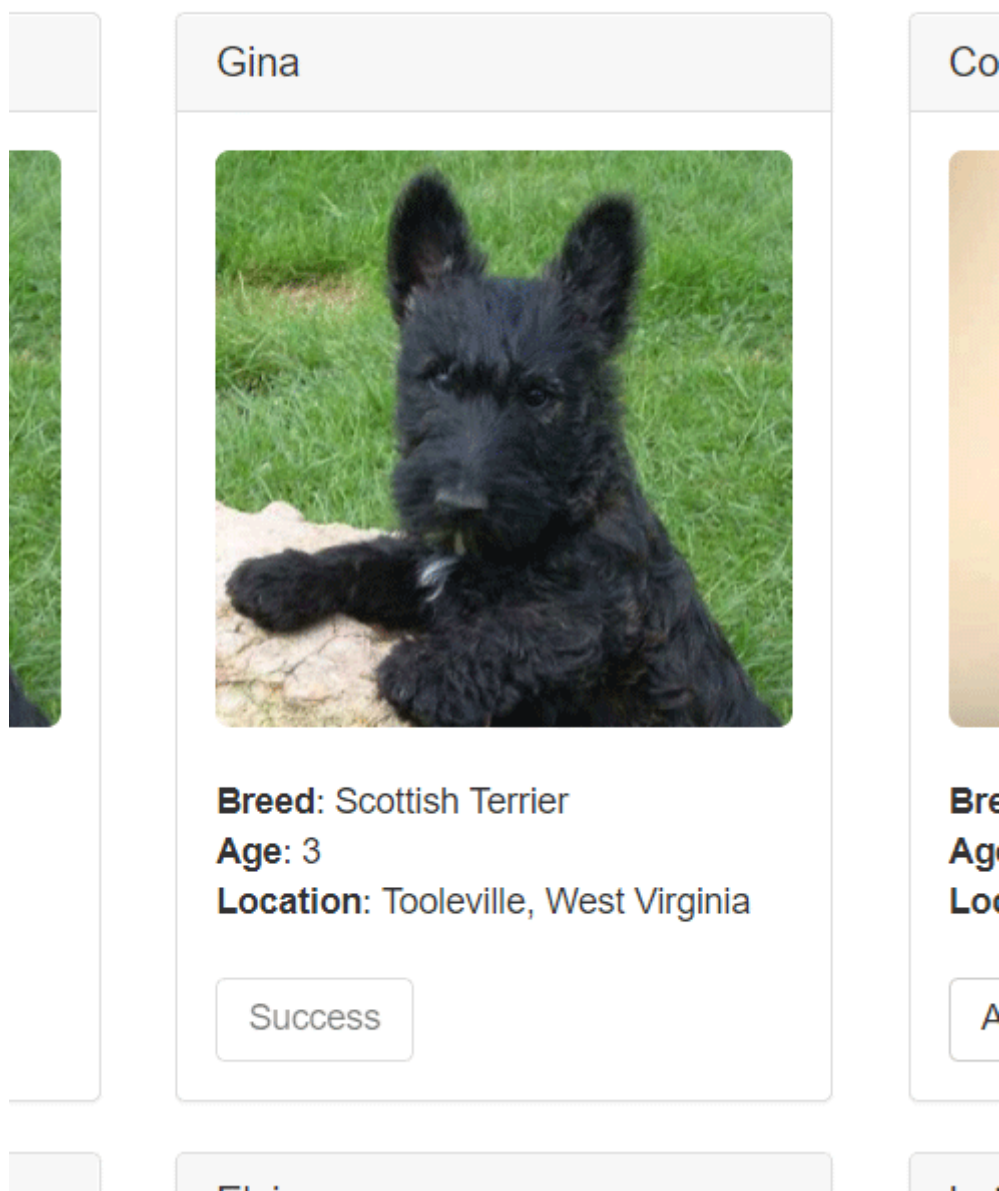 Gina
Breed: Scottish Terrier
Age: 3
Location: Tooleville, West Virginia
Success